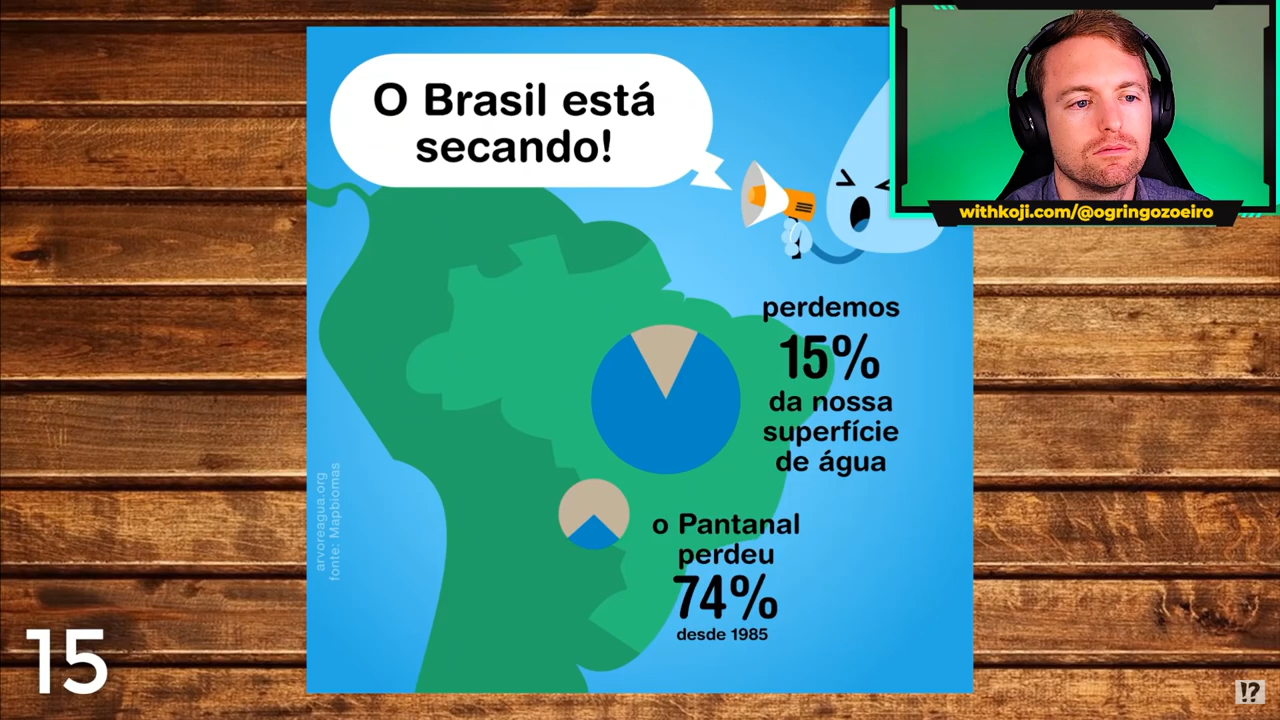 O Brasil está
secando!
withkoji.com/@ogringozoeiro
perdemos
15%
da nossa
superfície
de água
o Pantanal
perdeu
74%
desde 1985
arvoreagua.org
fonte: Mapbiomas
15
!?